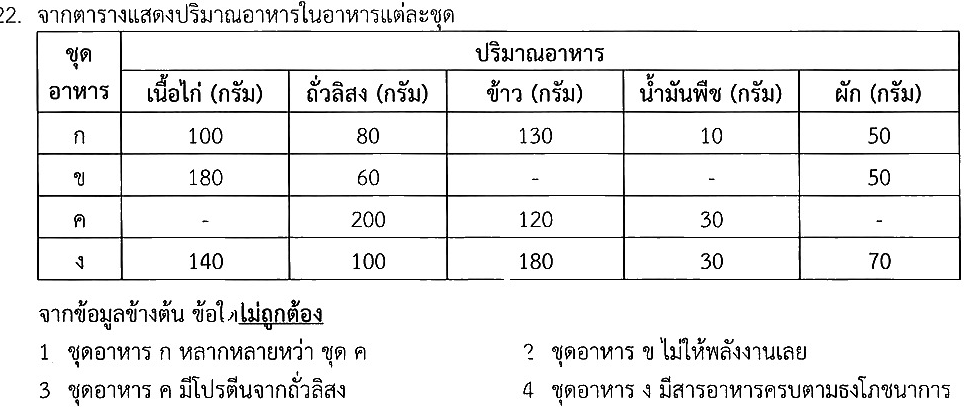 22. จากตารางแสดงปริมาณอาหารในอาหารแต่ละชุด
ชุดอาหาร ปริมาณอาหาร
เนื้อไก่ (กรัม) ถั่วลิสง (กรัม) ข้าว (กรัม) น้ำมันพืช (กรัม) ผัก (กรัม)
ก 100 80 130 10 50
ข 180 60 - - 50
ค - 200 120 30 -
ง 140 100 180 30 70
จากข้อมูลข้างต้น ข้อใดไม่ถูกต้อง
1 ชุดอาหาร ก หลากหลายหว่า ชุด ค 2 ชุดอาหาร ข ไม่ให้พลังงานเลย
3 ชุดอาหาร ค มีโปรตีนจากถั่วลิสง 4 ชุดอาหาร ง มีสารอาหารครบตามธงโภชนาการ